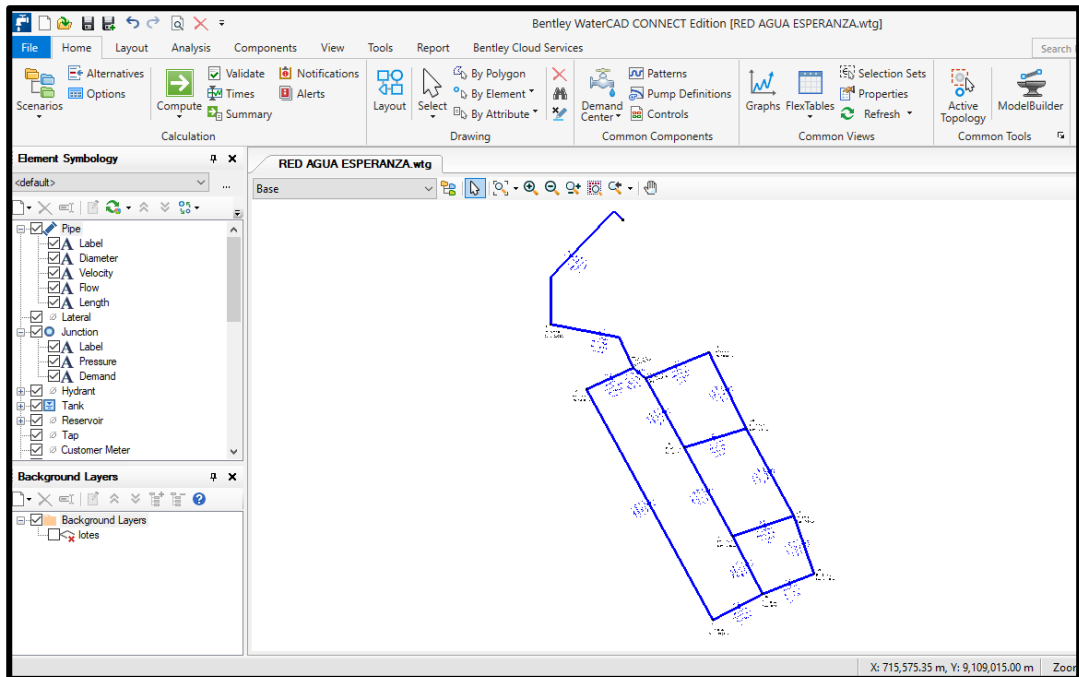 Bentley WaterCAD CONNECT Edition [RED AGUA ESPERANZA.wtg]
File Home Layout Analysis Components View Tools Report Bentley Cloud Services Search
Scenarios
Alternatives
Options
Compute
Validate
Times
Summary
Notifications
Alerts
Calculation
Layout
Select
By Polygon
By Element
By Attribute
Drawing
Demand Center
Patterns
Pump Definitions
Controls
Common Components
Graphs
FlexTables
Selection Sets
Properties
Refresh
Common Views
Active Topology
ModelBuilder
Common Tools
Element Symbology
<default>
...
Pipe
Label
Diameter
Velocity
Flow
Length
Lateral
Junction
Label
Pressure
Demand
Hydrant
Tank
Reservoir
Tap
Customer Meter
Background Layers
Background Layers
lotes
RED AGUA ESPERANZA.wtg
Base
X: 715,575.35 m, Y: 9,109,015.00 m